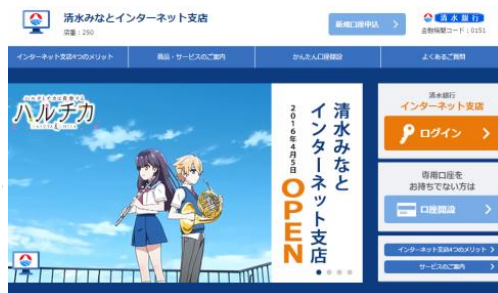 清水みなとインターネット支店
店番：250
新規口座申込
清水銀行
金融機関コード：0151
インターネット支店4つのメリット
商品・サービスのご案内
かんたん口座開設
よくあるご質問
ハルチカ
清水みなと
インターネット支店
2016年4月5日
OPEN
清水銀行
インターネット支店
ログイン
専用口座を
お持ちでない方は
口座開設
インターネット支店4つのメリット
サービスのご案内